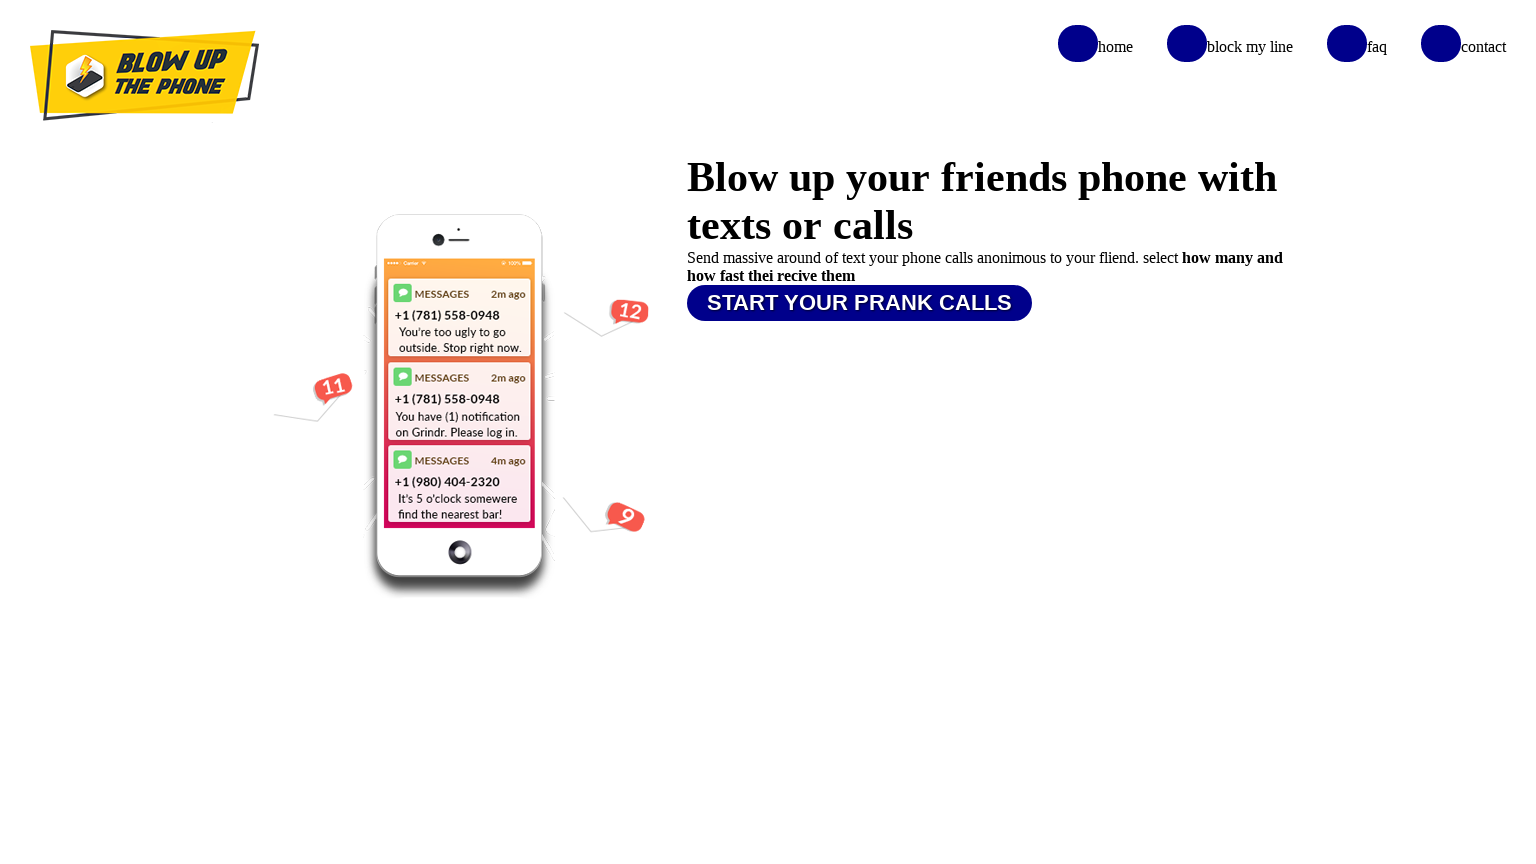 BLOW UP
THE PHONE
home
block my line
faq
contact
Blow up your friends phone with
texts or calls
Send massive around of text your phone calls anonimous to your fliend. select how many and
how fast thei recive them
START YOUR PRANK CALLS
Carrier
100%
MESSAGES 2m ago
+1 (781) 558-0948
You're too ugly to go
outside. Stop right now.
MESSAGES 2m ago
+1 (781) 558-0948
You have (1) notification
on Grindr. Please log in.
MESSAGES 4m ago
+1 (980) 404-2320
It's 5 o'clock somewere
find the nearest bar!
12
11
9